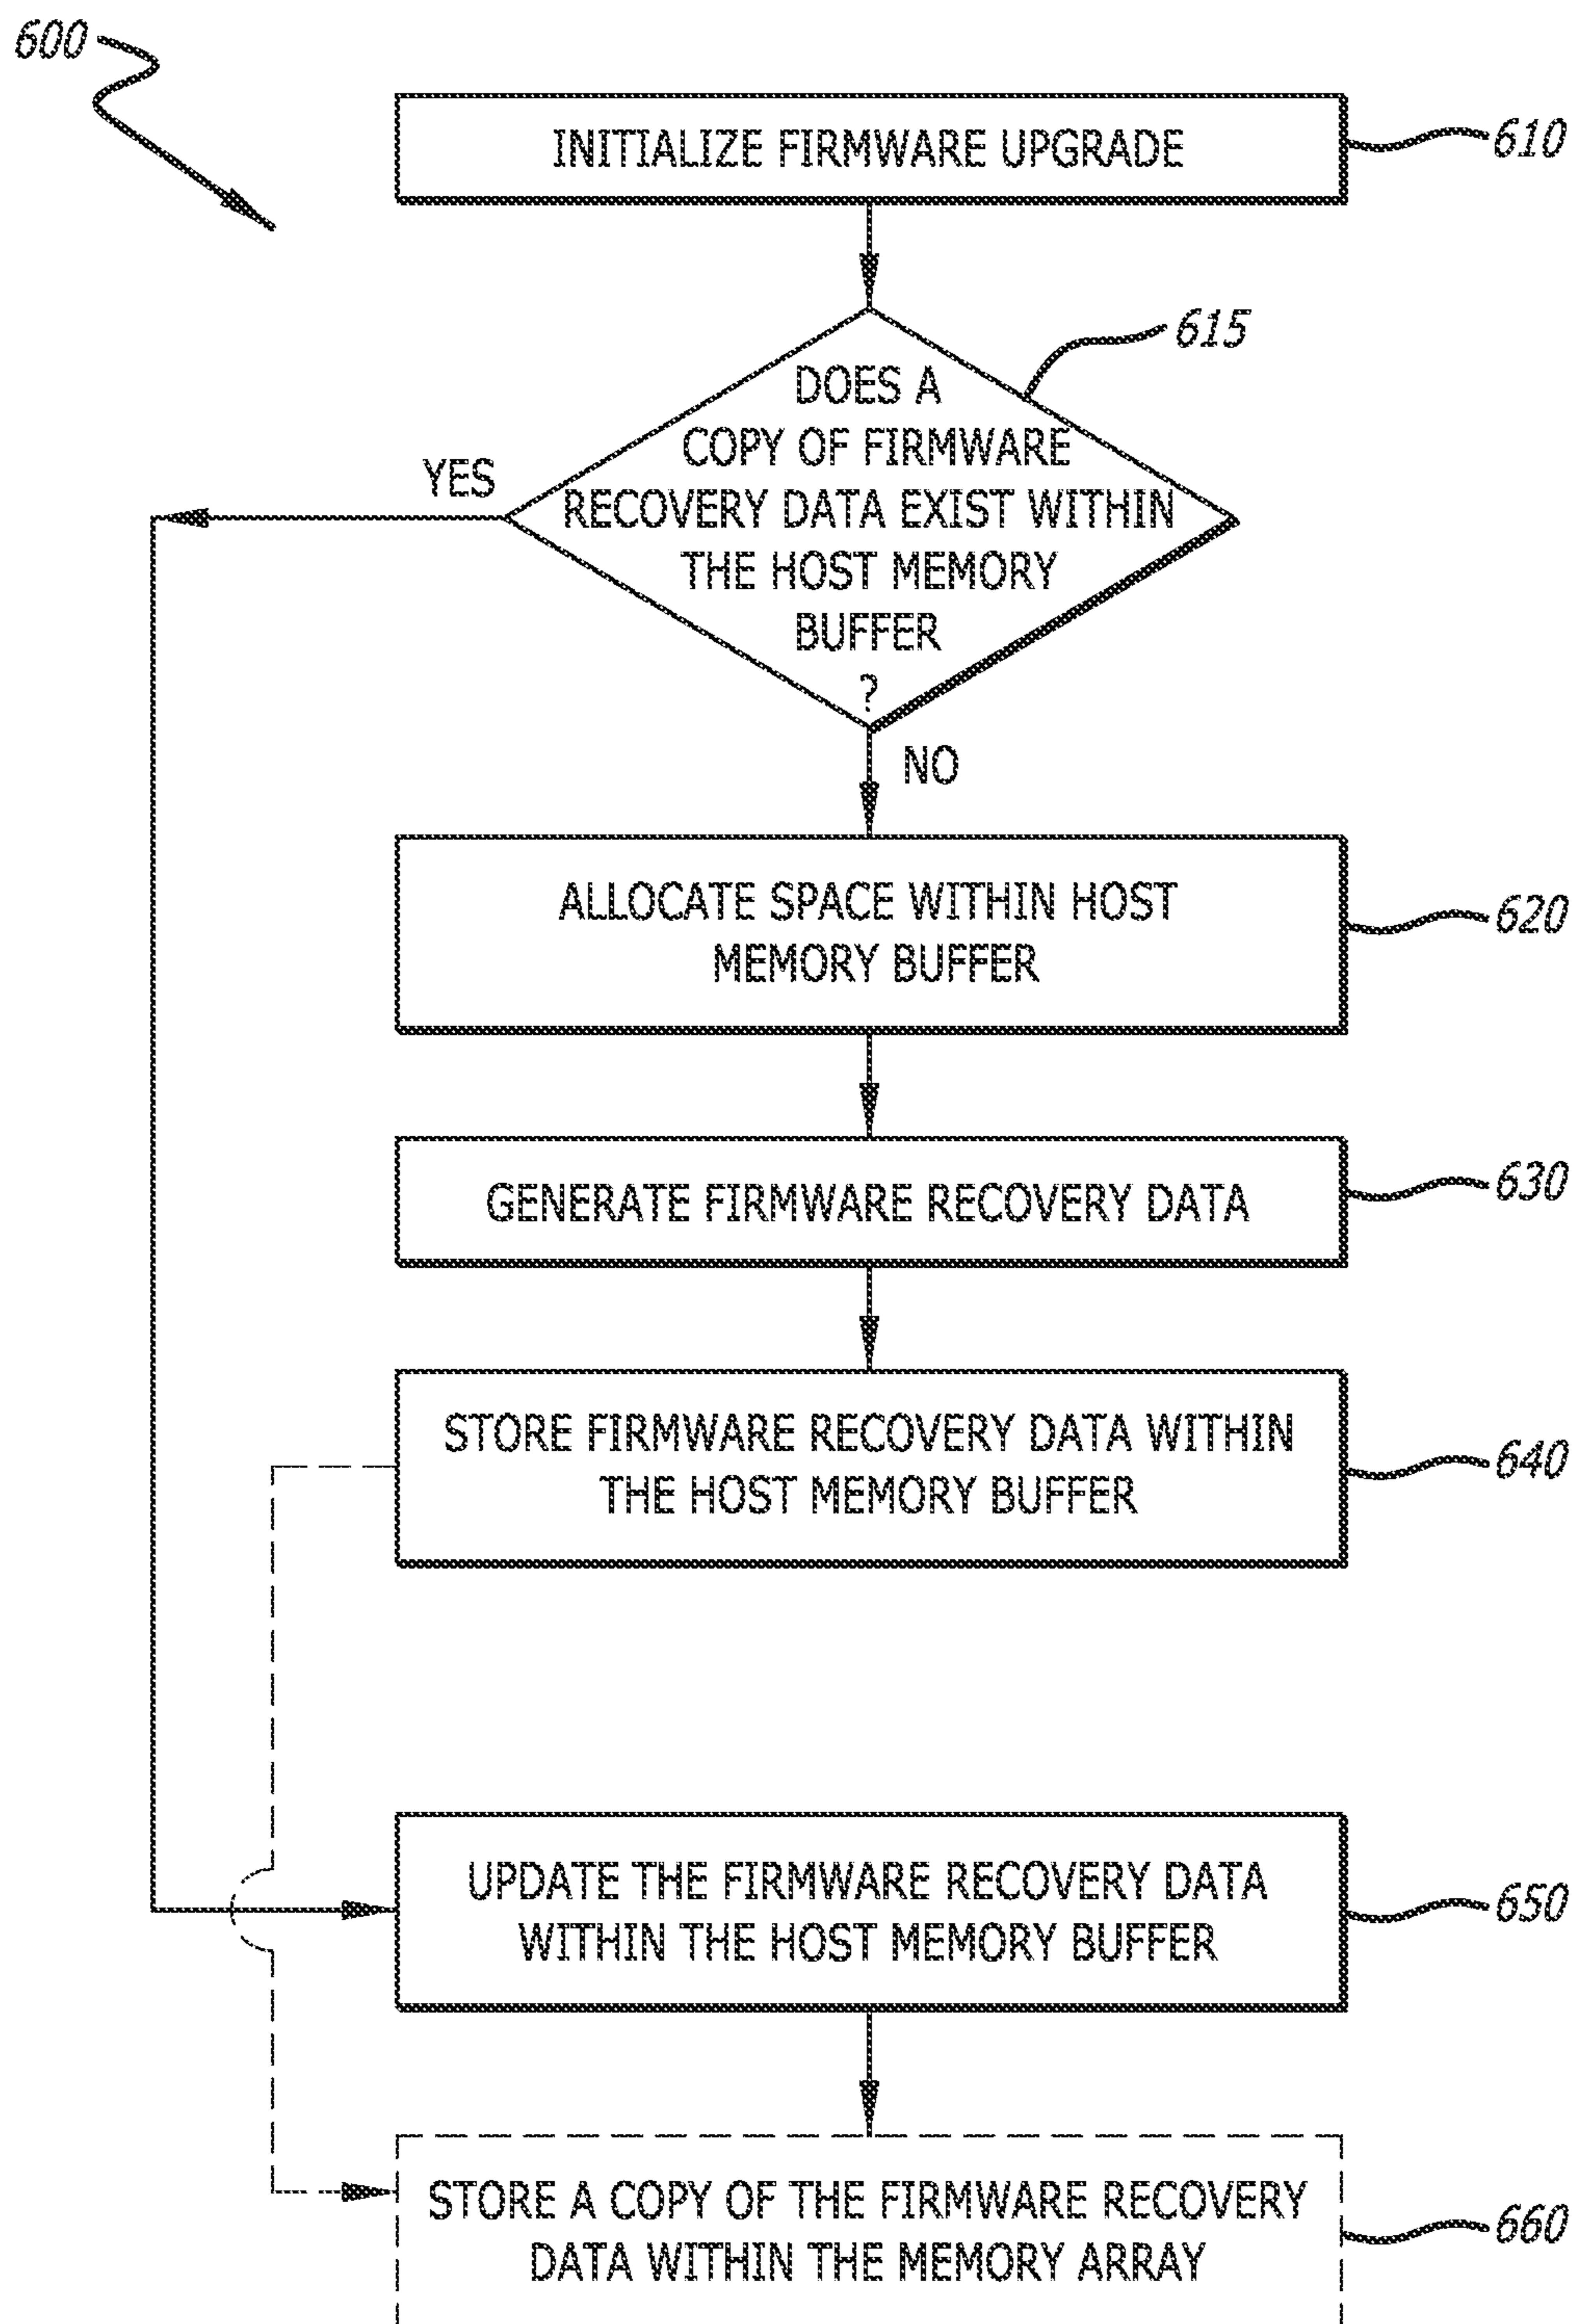 600
INITIALIZE FIRMWARE UPGRADE
610
615
DOES A
COPY OF FIRMWARE
RECOVERY DATA EXIST WITHIN
THE HOST MEMORY
BUFFER
?
YES
NO
ALLOCATE SPACE WITHIN HOST
MEMORY BUFFER
620
GENERATE FIRMWARE RECOVERY DATA
630
STORE FIRMWARE RECOVERY DATA WITHIN
THE HOST MEMORY BUFFER
640
UPDATE THE FIRMWARE RECOVERY DATA
WITHIN THE HOST MEMORY BUFFER
650
STORE A COPY OF THE FIRMWARE RECOVERY
DATA WITHIN THE MEMORY ARRAY
660